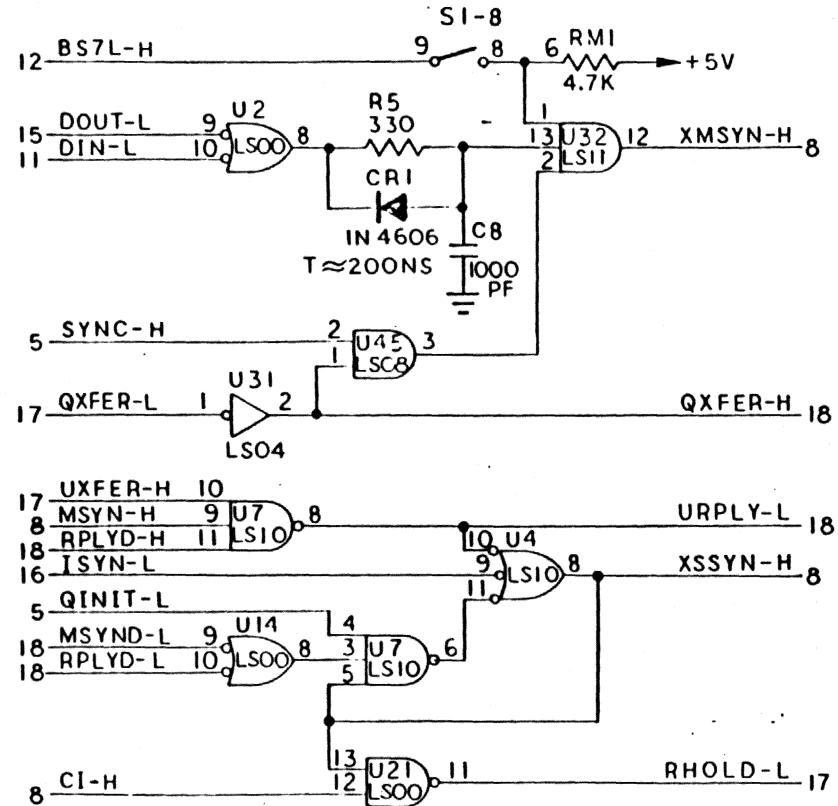 S1-8
12 BS7L-H 9 8 6 RM1 +5V
4.7K
U2 R5 1
15 DOUT-L 9 8 330 13 U32 12 XMSYN-H 8
11 DIN-L 10 LS00 2 LS11
CR1
IN 4606 C8
T≈200NS 1000
PF
5 SYNC-H 2 U45 3
1 LSC8
U31
17 QXFER-L 1 2 QXFER-H 18
LS04
17 UXFER-H 10
8 MSYN-H 9 U7 8 URPLY-L 18
18 RPLYD-H 11 LS10 10 U4
16 ISYN-L 9 LS10 8 XSSYN-H 8
5 QINIT-L 11
U14 4
18 MSYND-L 9 8 3 U7 6
18 RPLYD-L 10 LS00 5 LS10
13 U21 11 RHOLD-L 17
8 CI-H 12 LS00